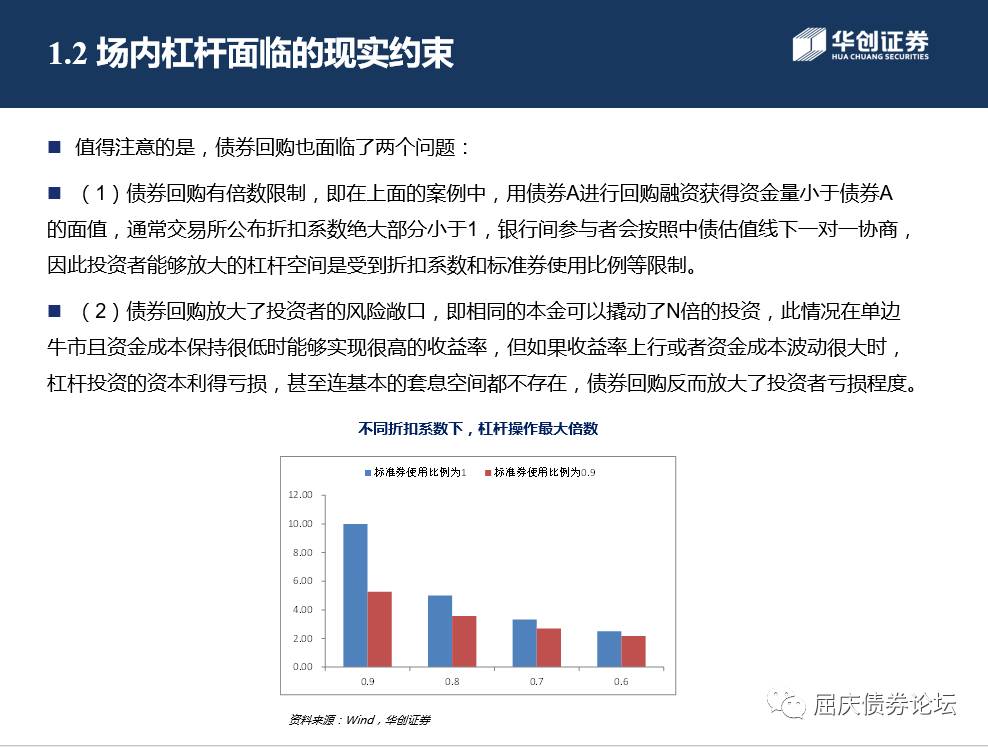 1.2 场内杠杆面临的现实约束
华创证券
HUA CHUANG SECURITIES
■ 值得注意的是，债券回购也面临了两个问题：
■ （1）债券回购有倍数限制，即在上面的案例中，用债券A进行回购融资获得资金量小于债券A
的面值，通常交易所公布折扣系数绝大部分小于1，银行间参与者会按照中债估值线下一对一协商，
因此投资者能够放大的杠杆空间是受到折扣系数和标准券使用比例等限制。
■ （2）债券回购放大了投资者的风险敞口，即相同的本金可以撬动了N倍的投资，此情况在单边
牛市且资金成本保持很低时能够实现很高的收益率，但如果收益率上行或者资金成本波动很大时，
杠杆投资的资本利得亏损，甚至连基本的套息空间都不存在，债券回购反而放大了投资者亏损程度。
不同折扣系数下，杠杆操作最大倍数
标准券使用比例为1 标准券使用比例为0.9
12.00
10.00
8.00
6.00
4.00
2.00
0.00
0.9 0.8 0.7 0.6
资料来源：Wind，华创证券
屈庆债券论坛